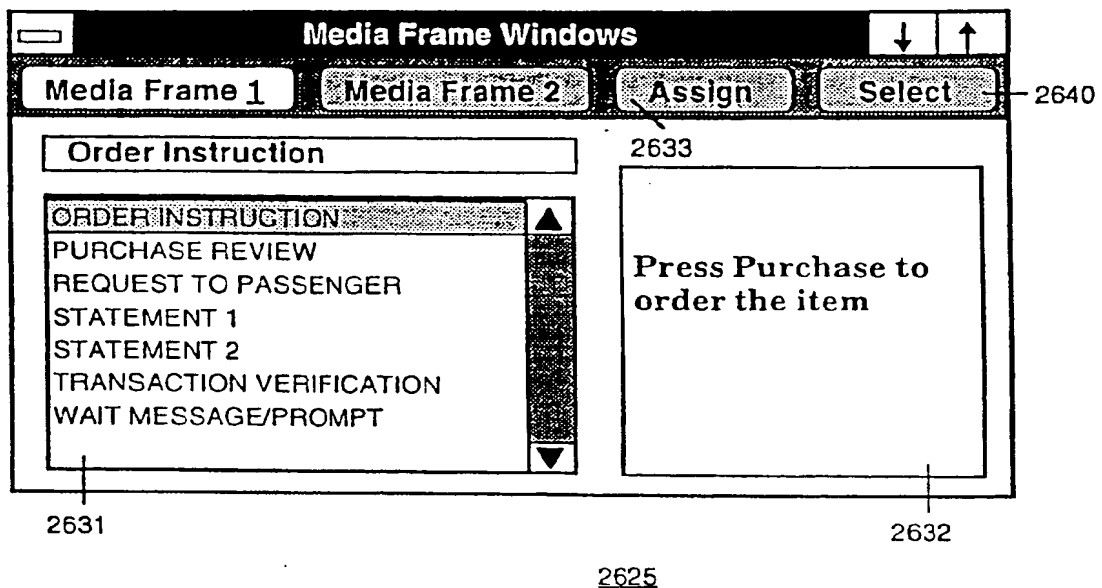 Media Frame Windows
Media Frame 1 Media Frame 2 Assign Select 2640
2633
Order Instruction
ORDER INSTRUCTION
PURCHASE REVIEW
REQUEST TO PASSENGER
STATEMENT 1
STATEMENT 2
TRANSACTION VERIFICATION
WAIT MESSAGE/PROMPT
Press Purchase to
order the item
2631
2632
2625